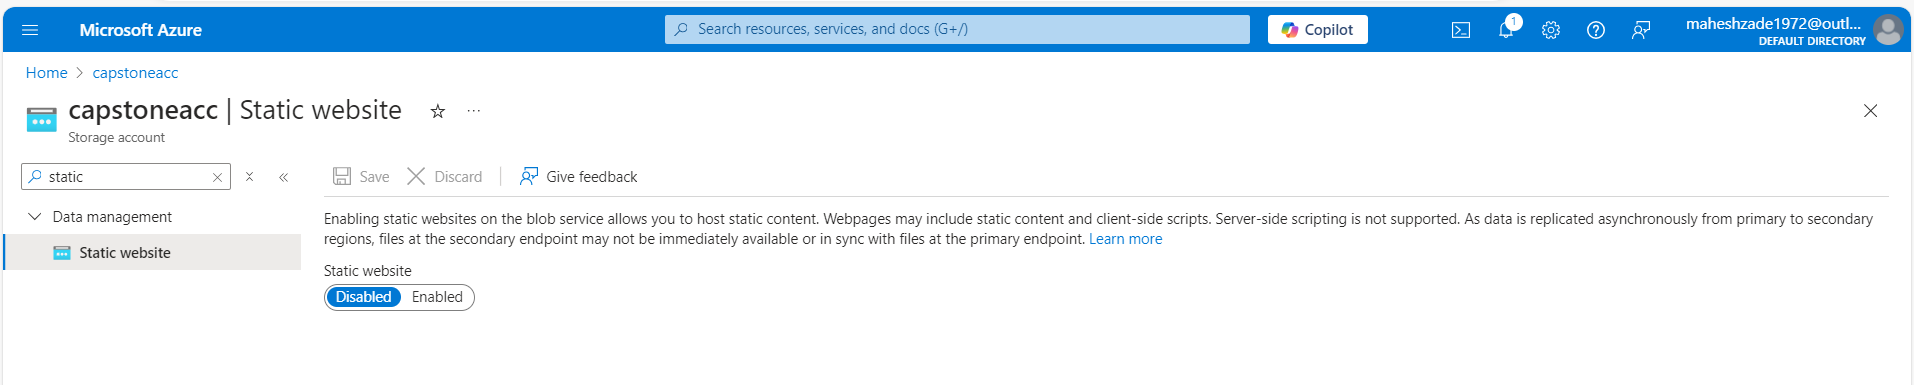 Microsoft Azure
Search resources, services, and docs (G+/)
Copilot
1
maheshzade1972@outl...
DEFAULT DIRECTORY
Home > capstoneacc
capstoneacc | Static website
Storage account
static
Save Discard Give feedback
Data management
Static website
Enabling static websites on the blob service allows you to host static content. Webpages may include static content and client-side scripts. Server-side scripting is not supported. As data is replicated asynchronously from primary to secondary
regions, files at the secondary endpoint may not be immediately available or in sync with files at the primary endpoint. Learn more
Static website
Disabled Enabled